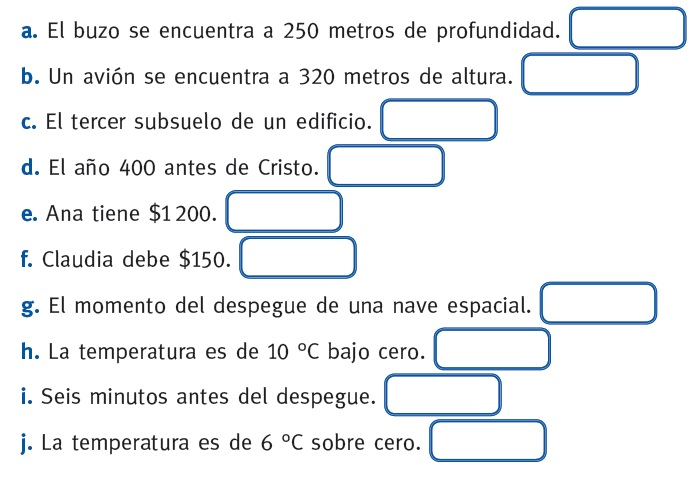 a. El buzo se encuentra a 250 metros de profundidad.
b. Un avión se encuentra a 320 metros de altura.
c. El tercer subsuelo de un edificio.
d. El año 400 antes de Cristo.
e. Ana tiene $1 200.
f. Claudia debe $150.
g. El momento del despegue de una nave espacial.
h. La temperatura es de 10 ºC bajo cero.
i. Seis minutos antes del despegue.
j. La temperatura es de 6 ºC sobre cero.